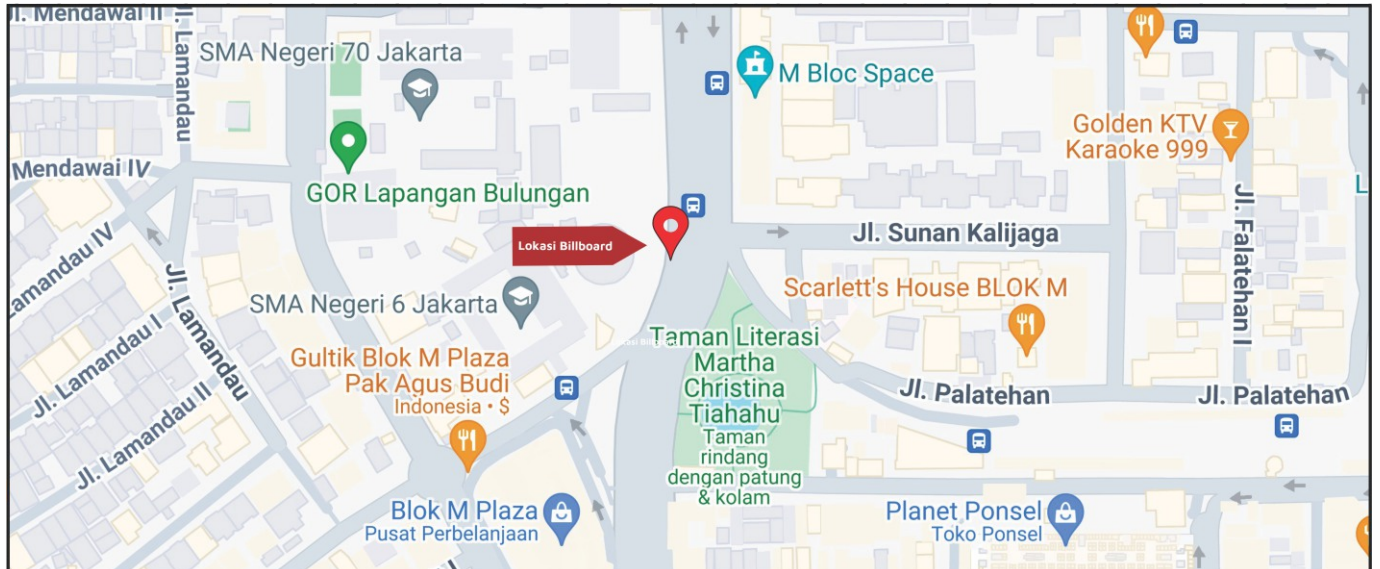 Jl. Mendawai II
Jl. Lamandau
SMA Negeri 70 Jakarta
M Bloc Space
Golden KTV
Karaoke 999
Mendawai IV
GOR Lapangan Bulungan
Jl. Falatehan I
L
Lokasi Billboard
Jl. Sunan Kalijaga
Lamandau IV
Jl. Lamandau
SMA Negeri 6 Jakarta
Scarlett's House BLOK M
Jl. Lamandau I
Gultik Blok M Plaza
Pak Agus Budi
Indonesia • $
Taman Literasi
Martha
Christina
Tiahahu
Taman
rindang
dengan patung
& kolam
Jl. Palatehan
Jl. Palatehan
Jl. Lamandau II
Blok M Plaza
Pusat Perbelanjaan
Planet Ponsel
Toko Ponsel